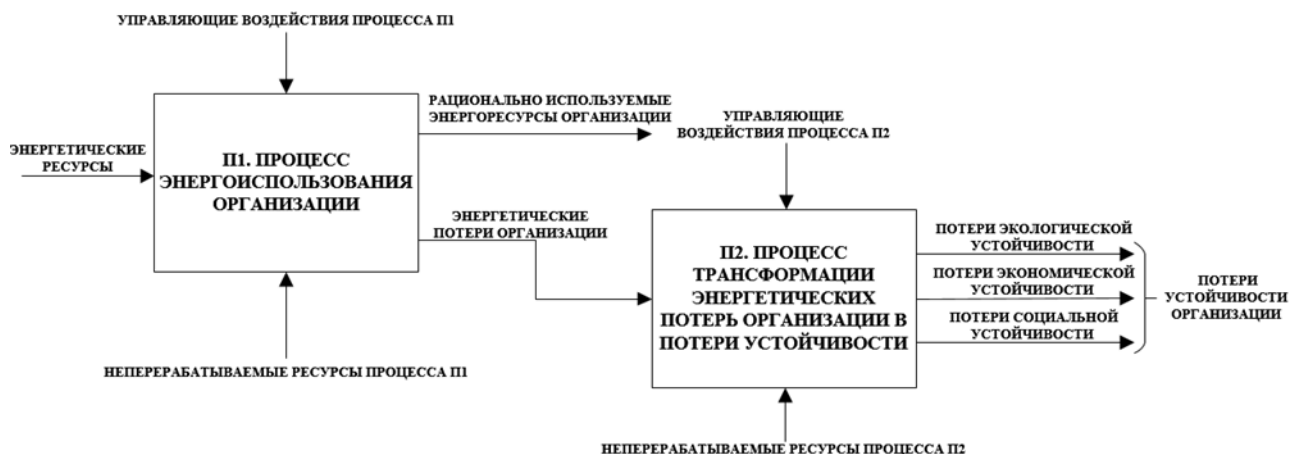 УПРАВЛЯЮЩИЕ ВОЗДЕЙСТВИЯ ПРОЦЕССА П1
ЭНЕРГЕТИЧЕСКИЕ
РЕСУРСЫ
П1. ПРОЦЕСС
ЭНЕРГОИСПОЛЬЗОВАНИЯ
ОРГАНИЗАЦИИ
РАЦИОНАЛЬНО ИСПОЛЬЗУЕМЫЕ
ЭНЕРГОРЕСУРСЫ ОРГАНИЗАЦИИ
ЭНЕРГЕТИЧЕСКИЕ
ПОТЕРИ ОРГАНИЗАЦИИ
НЕПЕРЕРАБАТЫВАЕМЫЕ РЕСУРСЫ ПРОЦЕССА П1
УПРАВЛЯЮЩИЕ
ВОЗДЕЙСТВИЯ ПРОЦЕССА П2
П2. ПРОЦЕСС
ТРАНСФОРМАЦИИ
ЭНЕРГЕТИЧЕСКИХ
ПОТЕРЬ ОРГАНИЗАЦИИ В
ПОТЕРИ УСТОЙЧИВОСТИ
ПОТЕРИ ЭКОЛОГИЧЕСКОЙ
УСТОЙЧИВОСТИ
ПОТЕРИ ЭКОНОМИЧЕСКОЙ
УСТОЙЧИВОСТИ
ПОТЕРИ СОЦИАЛЬНОЙ
УСТОЙЧИВОСТИ
ПОТЕРИ
УСТОЙЧИВОСТИ
ОРГАНИЗАЦИИ
НЕПЕРЕРАБАТЫВАЕМЫЕ РЕСУРСЫ ПРОЦЕССА П2